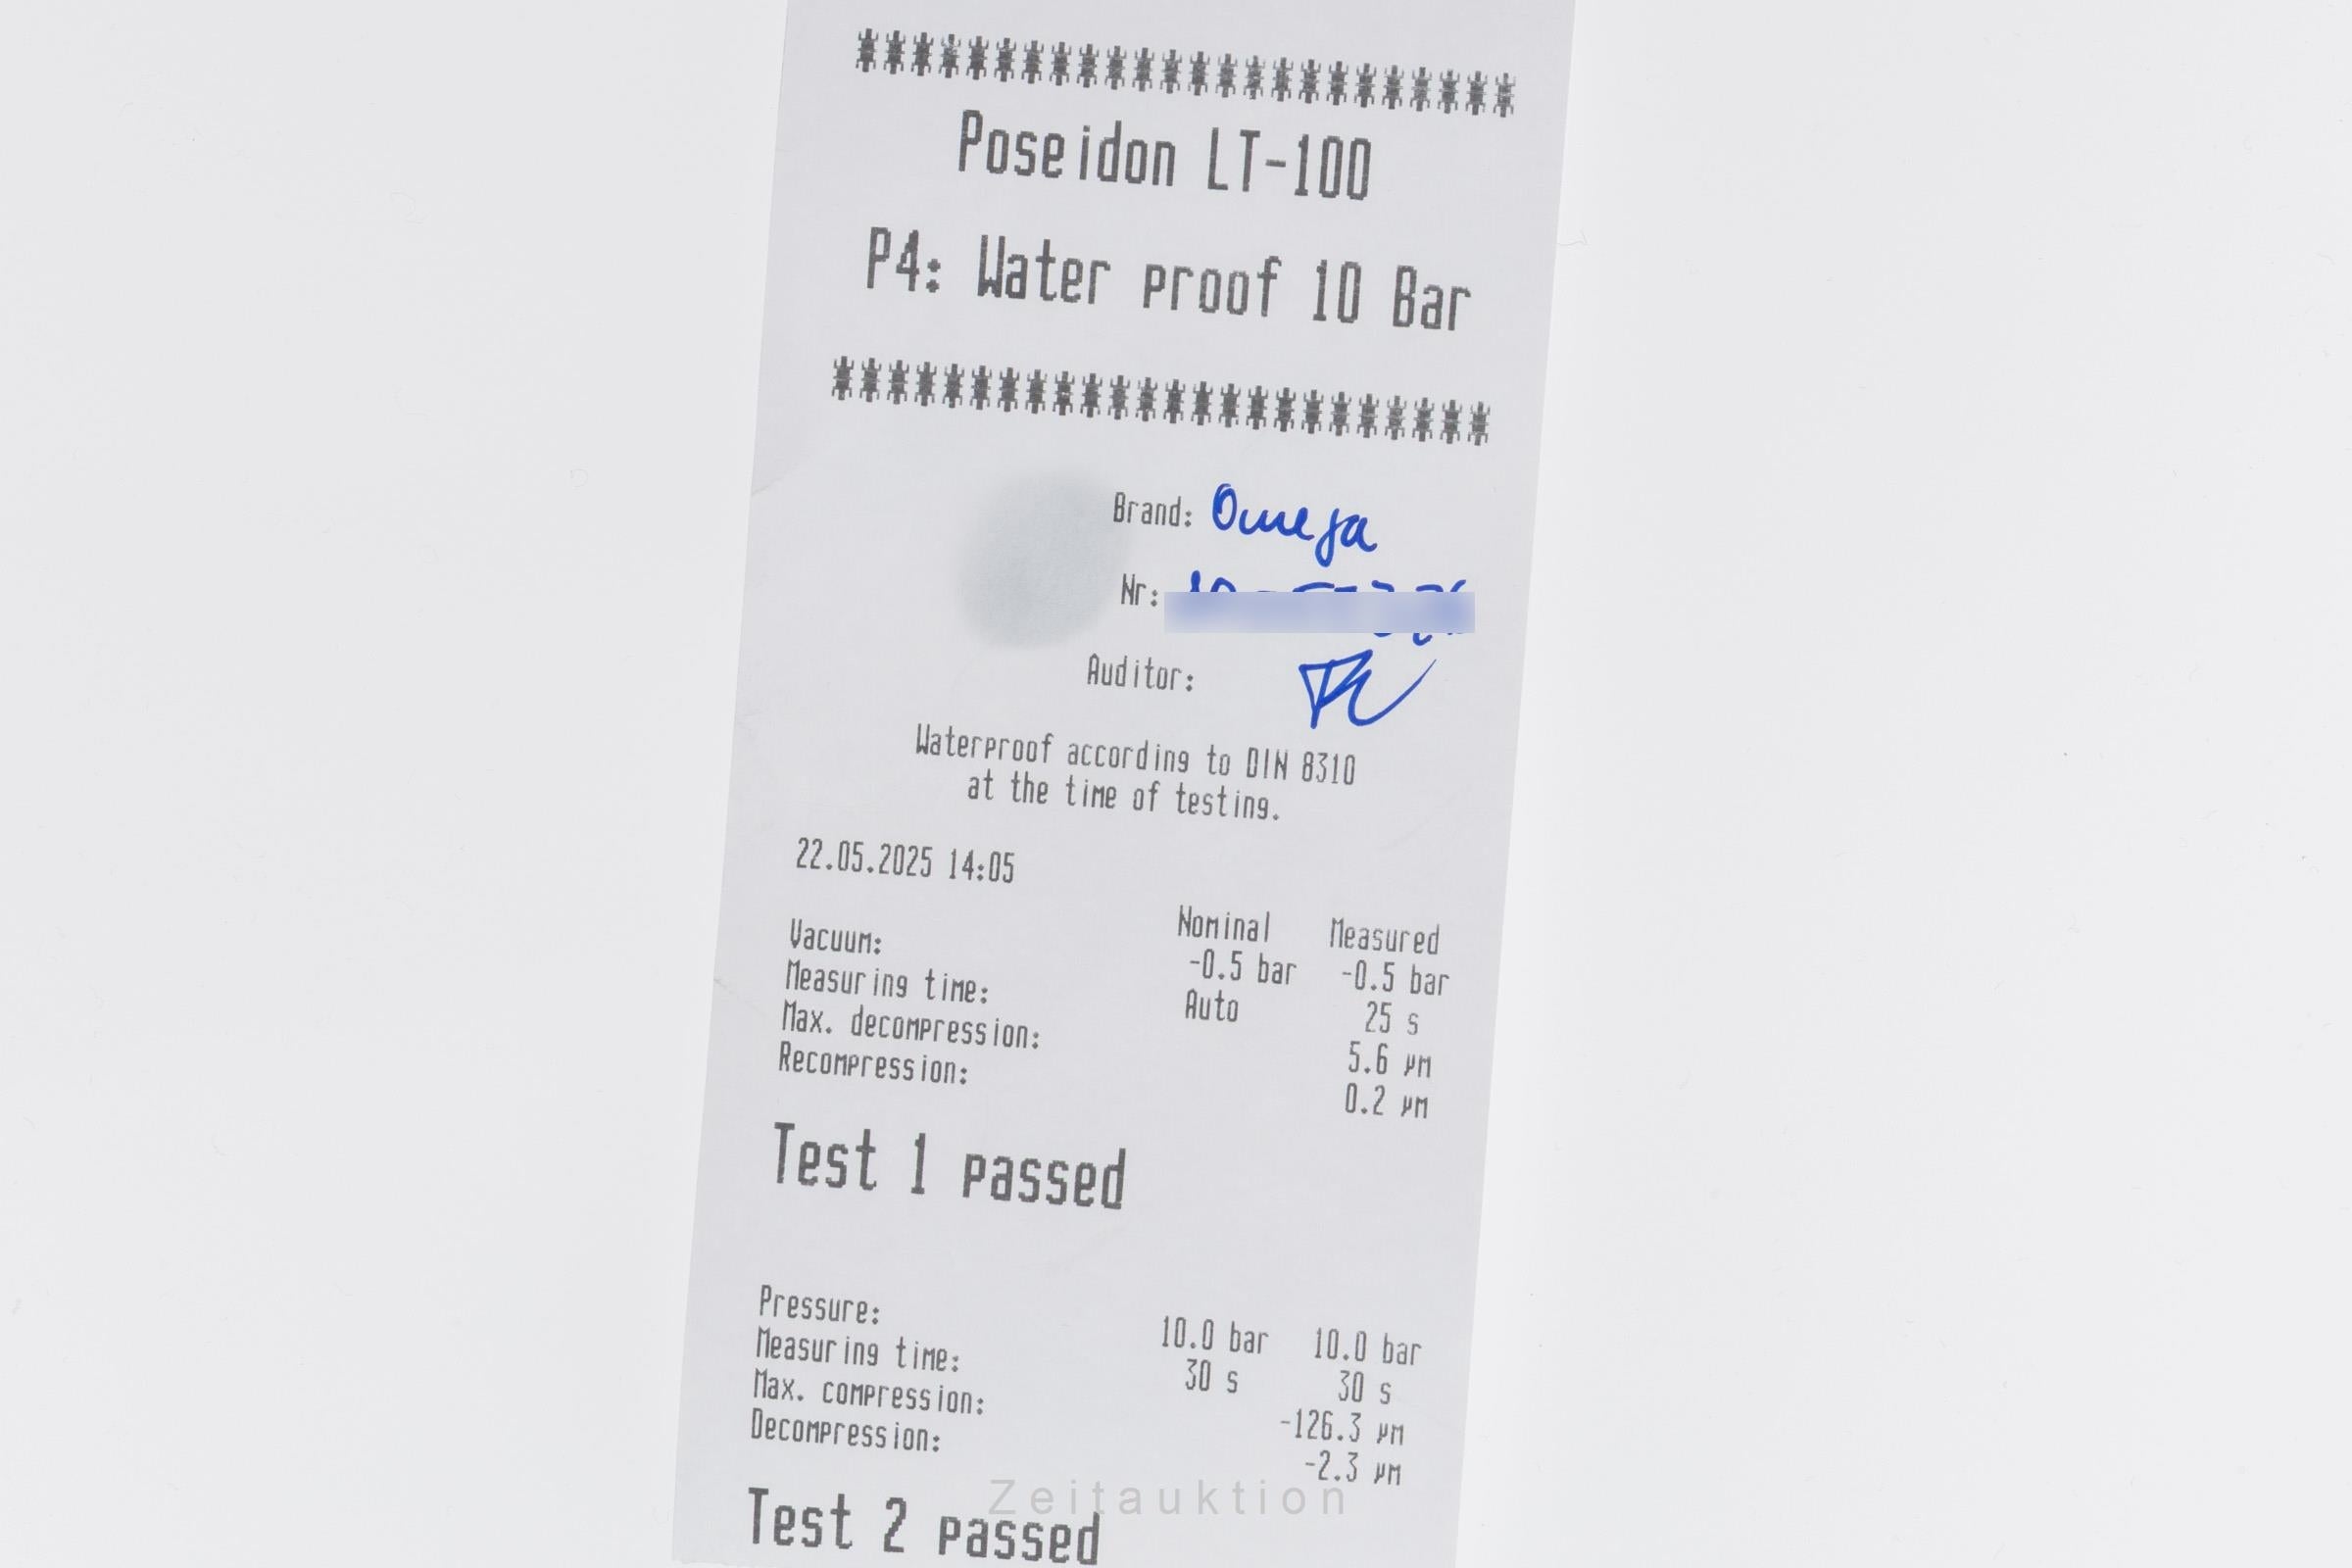 Poseidon LT-100
P4: Water proof 10 Bar
Brand: Omega
Nr:
Auditor:
Waterproof according to DIN 8310
at the time of testing.
22.05.2025 14:05
Nominal Measured
Vacuum: -0.5 bar -0.5 bar
Measuring time: Auto 25 s
Max. decompression: 5.6 µm
Recompression: 0.2 µm
Test 1 passed
Pressure: 10.0 bar 10.0 bar
Measuring time: 30 s 30 s
Max. compression: -126.3 µm
Decompression: -2.3 µm
Zeitauktion
Test 2 passed